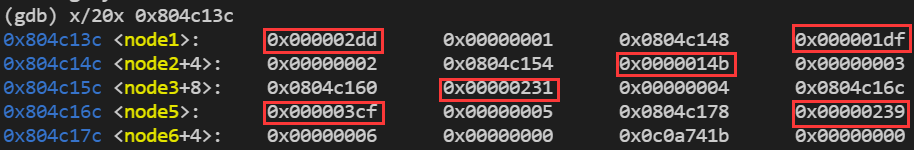 (gdb) x/20x 0x804c13c
0x804c13c <node1>: 0x000002dd 0x00000001 0x0804c148 0x000001df
0x804c14c <node2+4>: 0x00000002 0x0804c154 0x0000014b 0x00000003
0x804c15c <node3+8>: 0x0804c160 0x00000231 0x00000004 0x0804c16c
0x804c16c <node5>: 0x000003cf 0x00000005 0x0804c178 0x00000239
0x804c17c <node6+4>: 0x00000006 0x00000000 0x0c0a741b 0x00000000